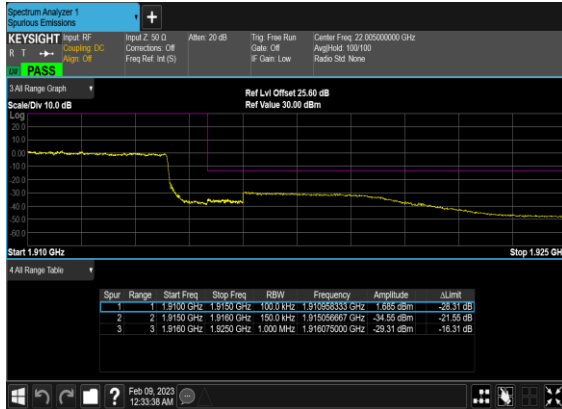 Spectrum Analyzer 1
Spurious Emissions
+
KEYSIGHT Input: RF Input Z: 50 Ω Atten: 20 dB Trig: Free Run Center Freq: 22.005000000 GHz
R T Coupling: DC Corrections: Off Gate: Off Avg|Hold: 100/100
Align: Off Freq Ref: Int (S) IF Gain: Low Radio Std: None
PASS
3 All Range Graph
Ref Lvl Offset 25.60 dB
Scale/Div 10.0 dB Ref Value 30.00 dBm
Log
20.0
10.0
0.00
-10.0
-20.0
-30.0
-40.0
-50.0
-60.0
Start 1.910 GHz Stop 1.925 GH
4 All Range Table
Spur Range Start Freq Stop Freq RBW Frequency Amplitude ΔLimit
1 1 1.9100 GHz 1.9150 GHz 100.0 kHz 1.910958333 GHz 1.685 dBm -28.31 dB
2 2 1.9150 GHz 1.9160 GHz 150.0 kHz 1.915056667 GHz -34.55 dBm -21.55 dB
3 3 1.9160 GHz 1.9250 GHz 1.000 MHz 1.916075000 GHz -29.31 dBm -16.31 dB
? Feb 09, 2023
12:33:38 AM